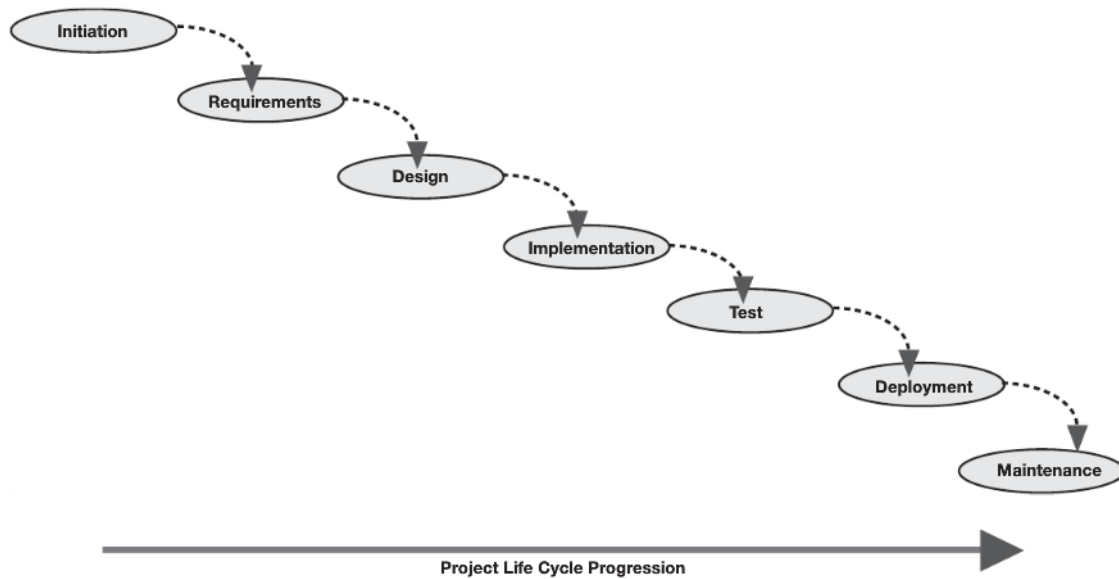 Initiation
Requirements
Design
Implementation
Test
Deployment
Maintenance
Project Life Cycle Progression